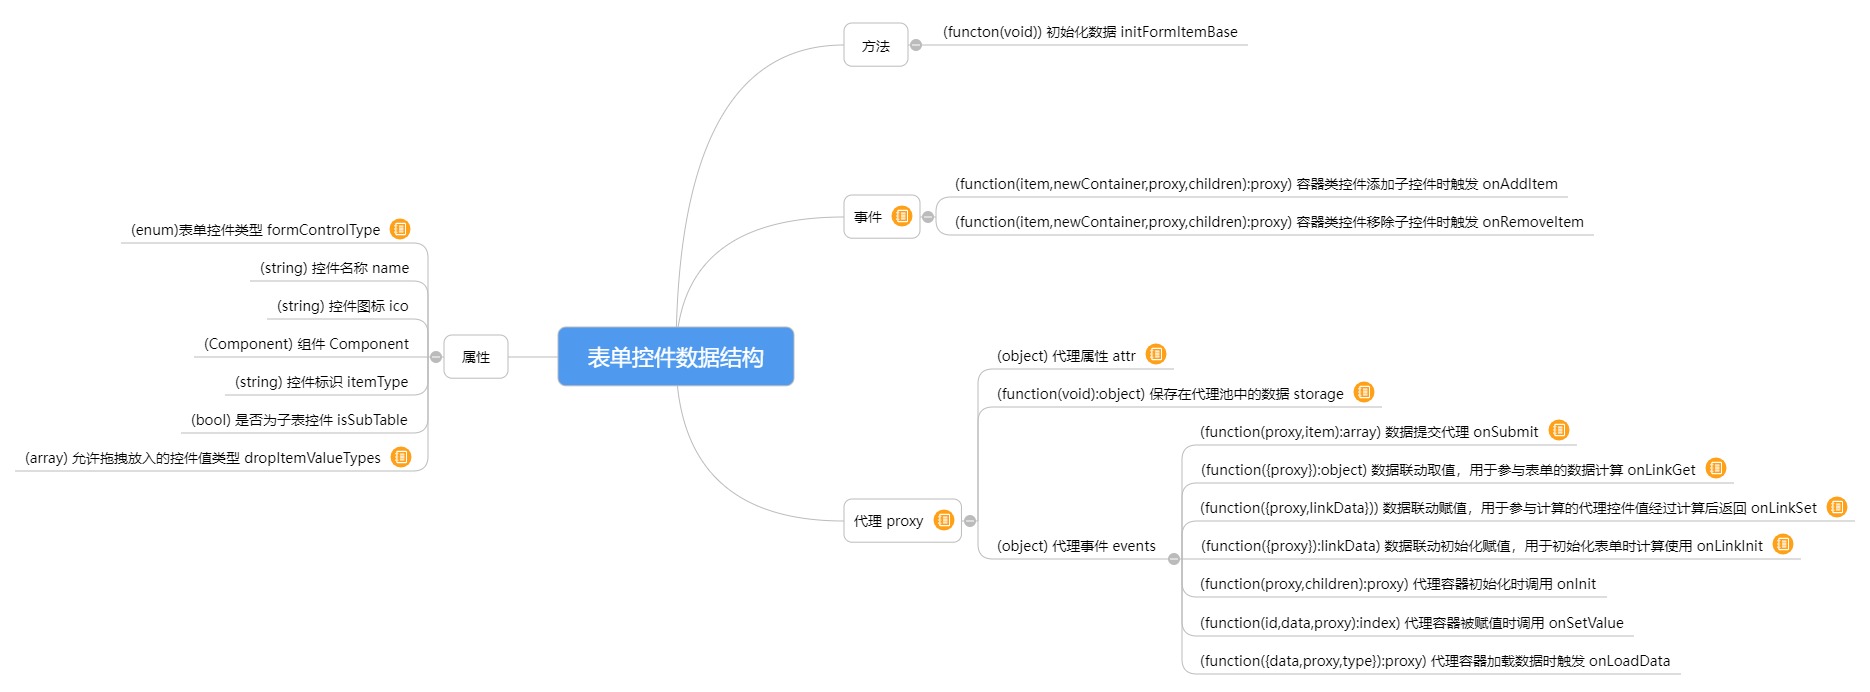 表单控件数据结构
方法
(functon(void)) 初始化数据 initFormItemBase
事件
(function(item,newContainer,proxy,children):proxy) 容器类控件添加子控件时触发 onAddItem
(function(item,newContainer,proxy,children):proxy) 容器类控件移除子控件时触发 onRemoveItem
代理 proxy
(object) 代理属性 attr
(function(void):object) 保存在代理池中的数据 storage
(object) 代理事件 events
(function(proxy,item):array) 数据提交代理 onSubmit
(function({proxy}):object) 数据联动取值，用于参与表单的数据计算 onLinkGet
(function({proxy,linkData})) 数据联动赋值，用于参与计算的代理控件值经过计算后返回 onLinkSet
(function({proxy}):linkData) 数据联动初始化赋值，用于初始化表单时计算使用 onLinkInit
(function(proxy,children):proxy) 代理容器初始化时调用 onInit
(function(id,data,proxy):index) 代理容器被赋值时调用 onSetValue
(function({data,proxy,type}):proxy) 代理容器加载数据时触发 onLoadData
属性
(enum)表单控件类型 formControlType
(string) 控件名称 name
(string) 控件图标 ico
(Component) 组件 Component
(string) 控件标识 itemType
(bool) 是否为子表控件 isSubTable
(array) 允许拖拽放入的控件值类型 dropItemValueTypes